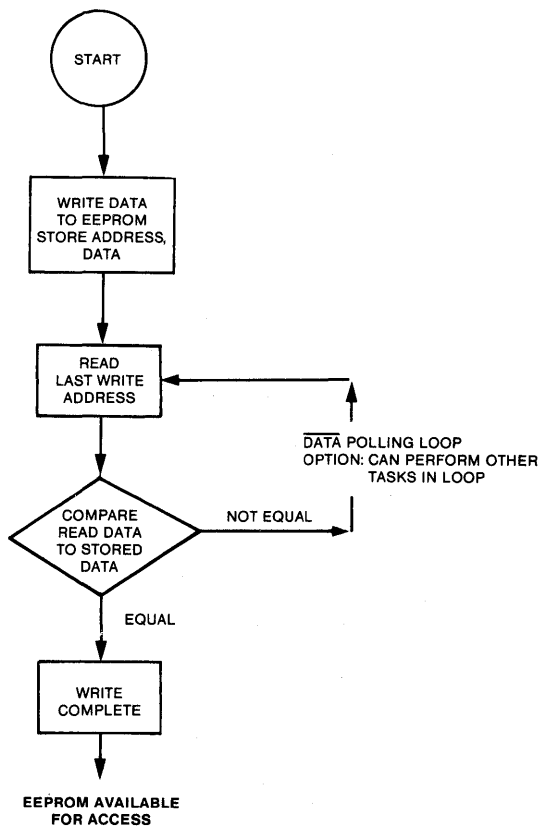 START
WRITE DATA
TO EEPROM
STORE ADDRESS,
DATA
READ
LAST WRITE
ADDRESS
DATA POLLING LOOP
OPTION: CAN PERFORM OTHER
TASKS IN LOOP
COMPARE
READ DATA
TO STORED
DATA
NOT EQUAL
EQUAL
WRITE
COMPLETE
EEPROM AVAILABLE
FOR ACCESS